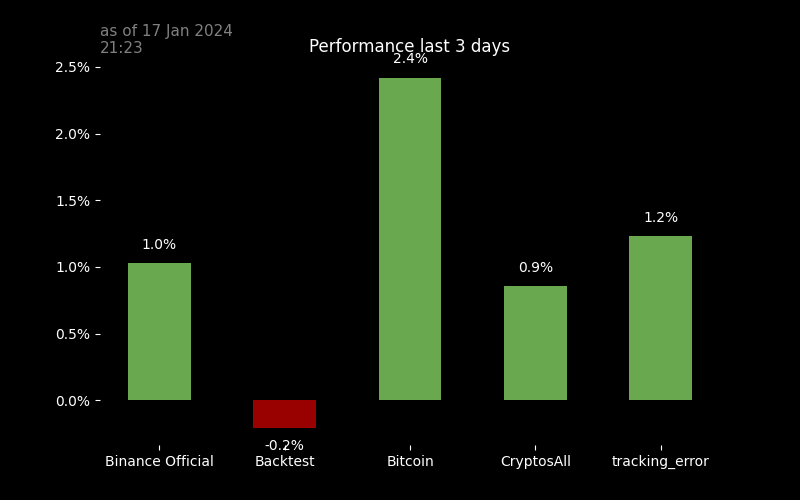 as of 17 Jan 2024
21:23
Performance last 3 days
2.5%
2.0%
1.5%
1.0%
0.5%
0.0%
1.0%
-0.2%
2.4%
0.9%
1.2%
Binance Official
Backtest
Bitcoin
CryptosAll
tracking_error